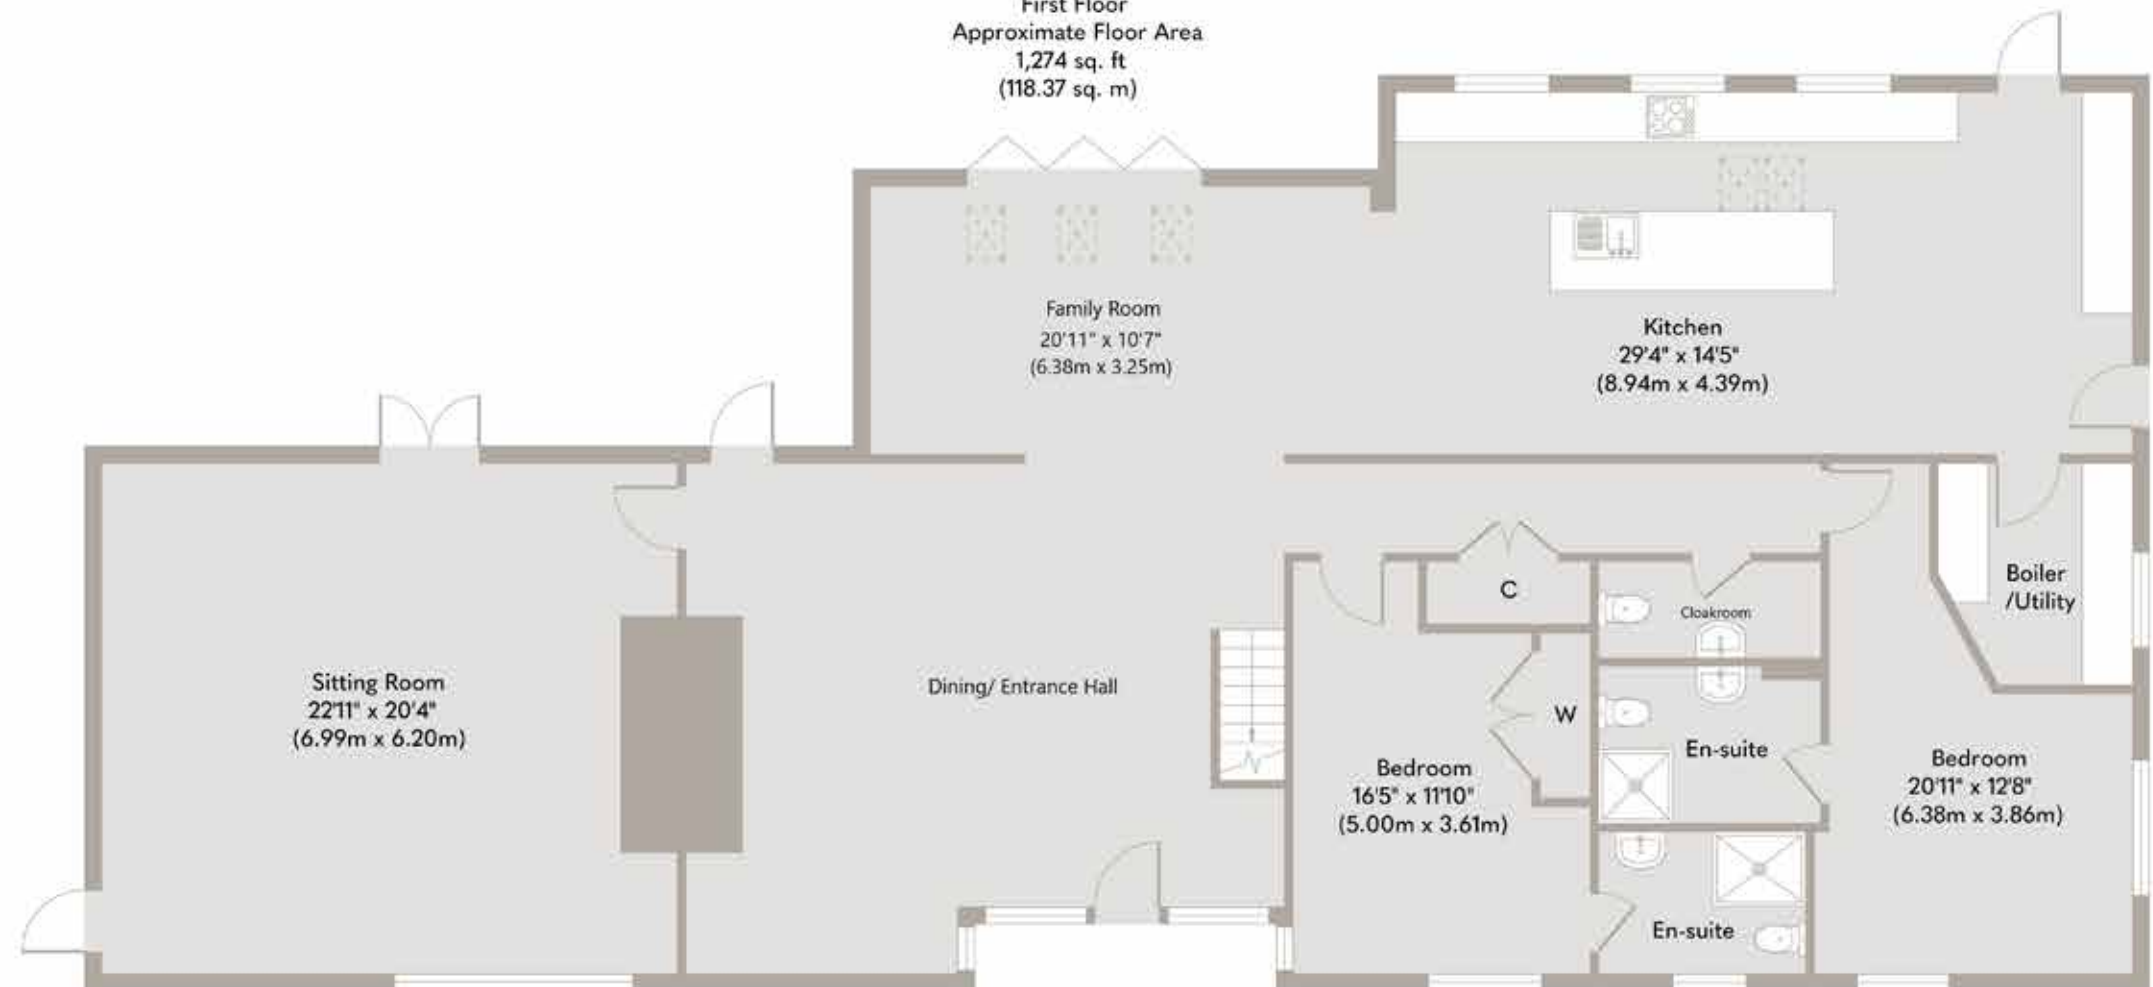 First Floor
Approximate Floor Area
1,274 sq. ft
(118.37 sq. m)
Family Room
20'11" x 10'7"
(6.38m x 3.25m)
Kitchen
29'4" x 14'5"
(8.94m x 4.39m)
Sitting Room
22'11" x 20'4"
(6.99m x 6.20m)
Dining/ Entrance Hall
C
Cloakroom
Boiler
/Utility
W
En-suite
Bedroom
16'5" x 11'10"
(5.00m x 3.61m)
Bedroom
20'11" x 12'8"
(6.38m x 3.86m)
En-suite